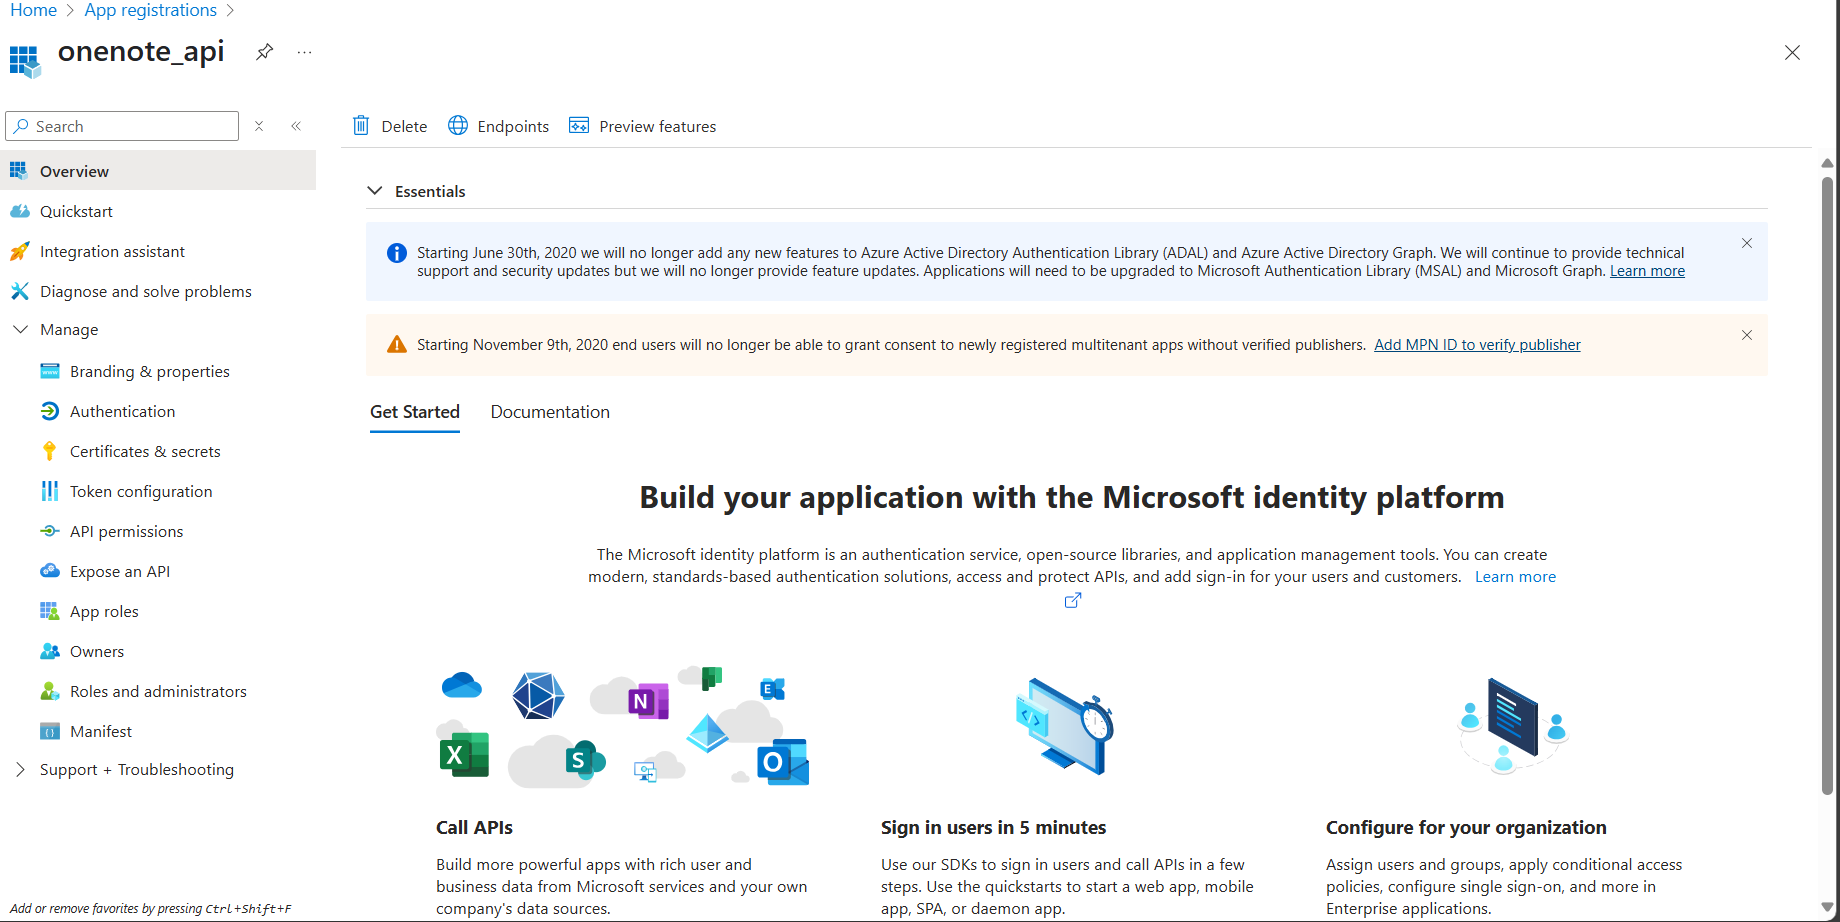 Home > App registrations >
onenote_api
Search
Delete
Endpoints
Preview features
Overview
Quickstart
Integration assistant
Diagnose and solve problems
Manage
Branding & properties
Authentication
Certificates & secrets
Token configuration
API permissions
Expose an API
App roles
Owners
Roles and administrators
Manifest
Support + Troubleshooting
Add or remove favorites by pressing Ctrl+Shift+F
Essentials
Starting June 30th, 2020 we will no longer add any new features to Azure Active Directory Authentication Library (ADAL) and Azure Active Directory Graph. We will continue to provide technical
support and security updates but we will no longer provide feature updates. Applications will need to be upgraded to Microsoft Authentication Library (MSAL) and Microsoft Graph. Learn more
Starting November 9th, 2020 end users will no longer be able to grant consent to newly registered multitenant apps without verified publishers. Add MPN ID to verify publisher
Get Started
Documentation
Build your application with the Microsoft identity platform
The Microsoft identity platform is an authentication service, open-source libraries, and application management tools. You can create
modern, standards-based authentication solutions, access and protect APIs, and add sign-in for your users and customers. Learn more
N
E
X
S
O
Call APIs
Build more powerful apps with rich user and
business data from Microsoft services and your own
company's data sources.
Sign in users in 5 minutes
Use our SDKs to sign in users and call APIs in a few
steps. Use the quickstarts to start a web app, mobile
app, SPA, or daemon app.
Configure for your organization
Assign users and groups, apply conditional access
policies, configure single sign-on, and more in
Enterprise applications.